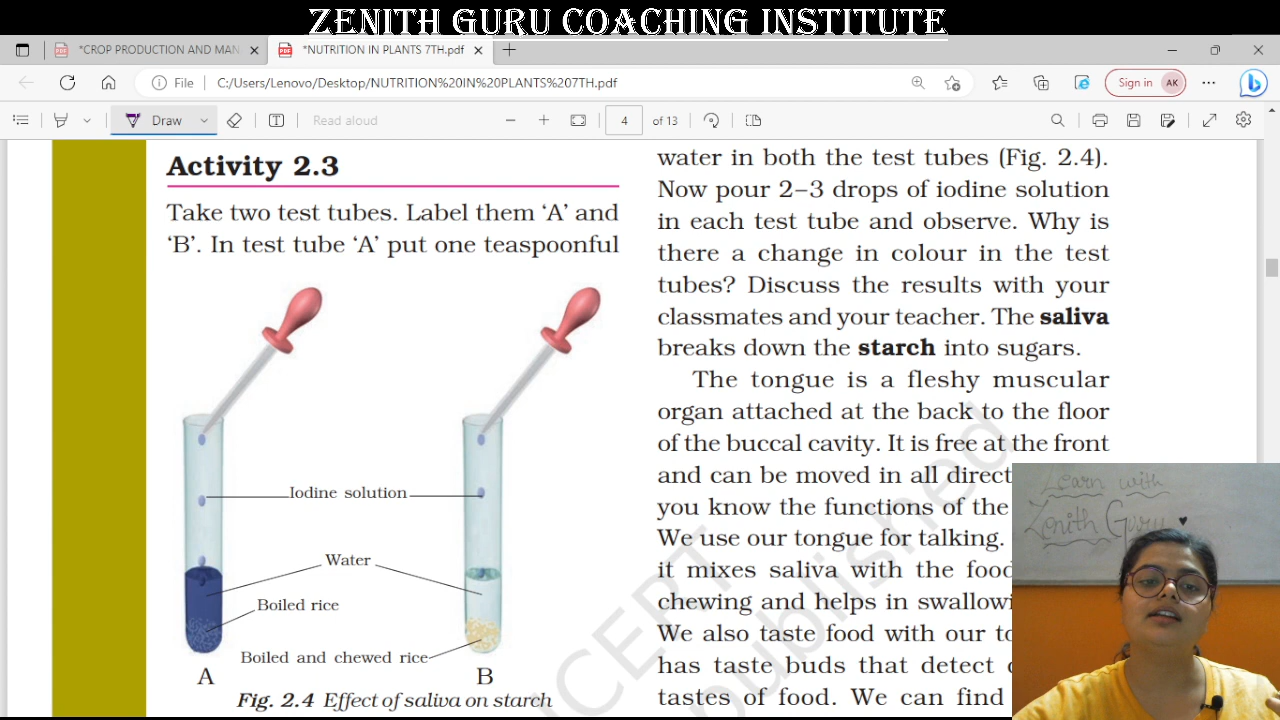 ZENITH GURU COACHING INSTITUTE
*CROP PRODUCTION AND MAN
*NUTRITION IN PLANTS 7TH.pdf
File
C:/Users/Lenovo/Desktop/NUTRITION%20IN%20PLANTS%207TH.pdf
Sign in
AK
Draw
Read aloud
4
of 13
Activity 2.3
Take two test tubes. Label them ‘A’ and
‘B’. In test tube ‘A’ put one teaspoonful
Iodine solution
Water
Boiled rice
Boiled and chewed rice
A
B
Fig. 2.4 Effect of saliva on starch
water in both the test tubes (Fig. 2.4).
Now pour 2–3 drops of iodine solution
in each test tube and observe. Why is
there a change in colour in the test
tubes? Discuss the results with your
classmates and your teacher. The saliva
breaks down the starch into sugars.
The tongue is a fleshy muscular
organ attached at the back to the floor
of the buccal cavity. It is free at the front
and can be moved in all direct
you know the functions of the
We use our tongue for talking.
it mixes saliva with the food
chewing and helps in swallowi
We also taste food with our to
has taste buds that detect
tastes of food. We can find
NCERT
published
Learn with
Zenith Guru